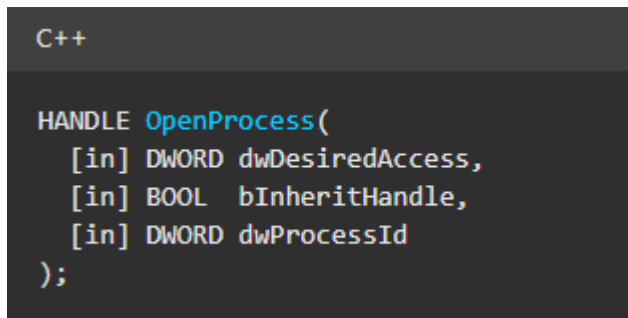 C++
HANDLE OpenProcess(
  [in] DWORD dwDesiredAccess,
  [in] BOOL  bInheritHandle,
  [in] DWORD dwProcessId
);